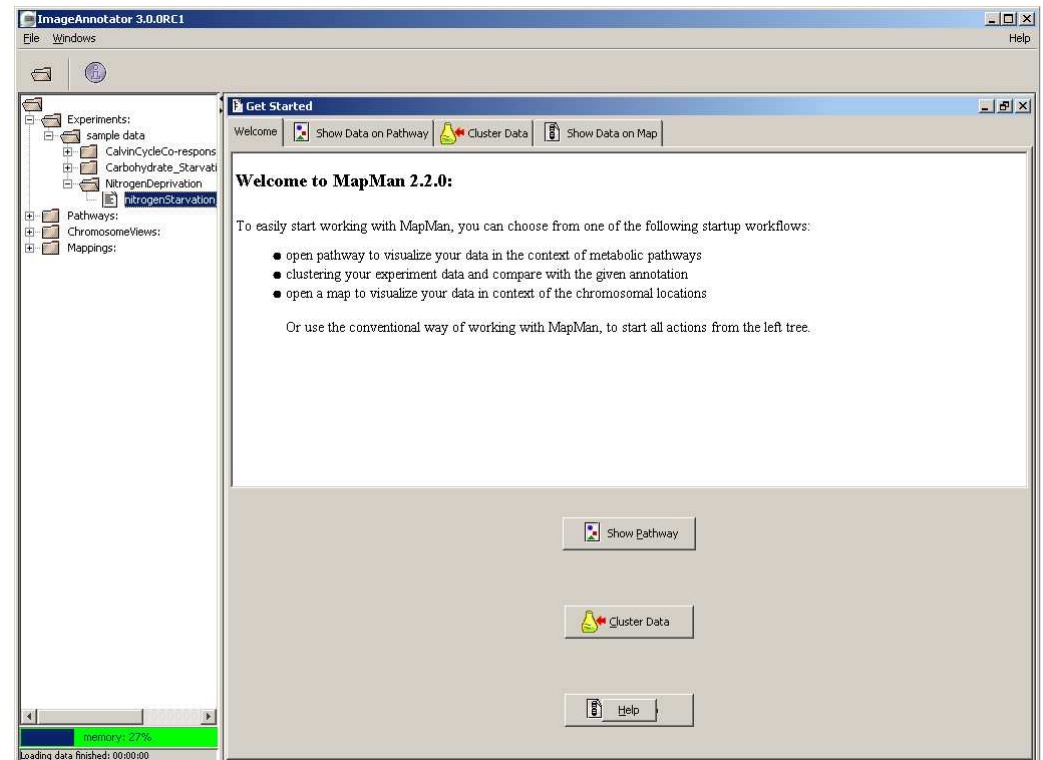 ImageAnnotator 3.0.0RC1
File Windows Help
Experiments:
sample data
CalvinCycleCo-respons
Carbohydrate_Starvati
NitrogenDeprivation
nitrogenStarvation
Pathways:
ChromosomeViews:
Mappings:
memory: 27%
Loading data finished: 00:00:00
Get Started
Welcome Show Data on Pathway Cluster Data Show Data on Map
Welcome to MapMan 2.2.0:
To easily start working with MapMan, you can choose from one of the following startup workflows:
open pathway to visualize your data in the context of metabolic pathways
clustering your experiment data and compare with the given annotation
open a map to visualize your data in context of the chromosomal locations
Or use the conventional way of working with MapMan, to start all actions from the left tree.
Show Pathway
Cluster Data
Help